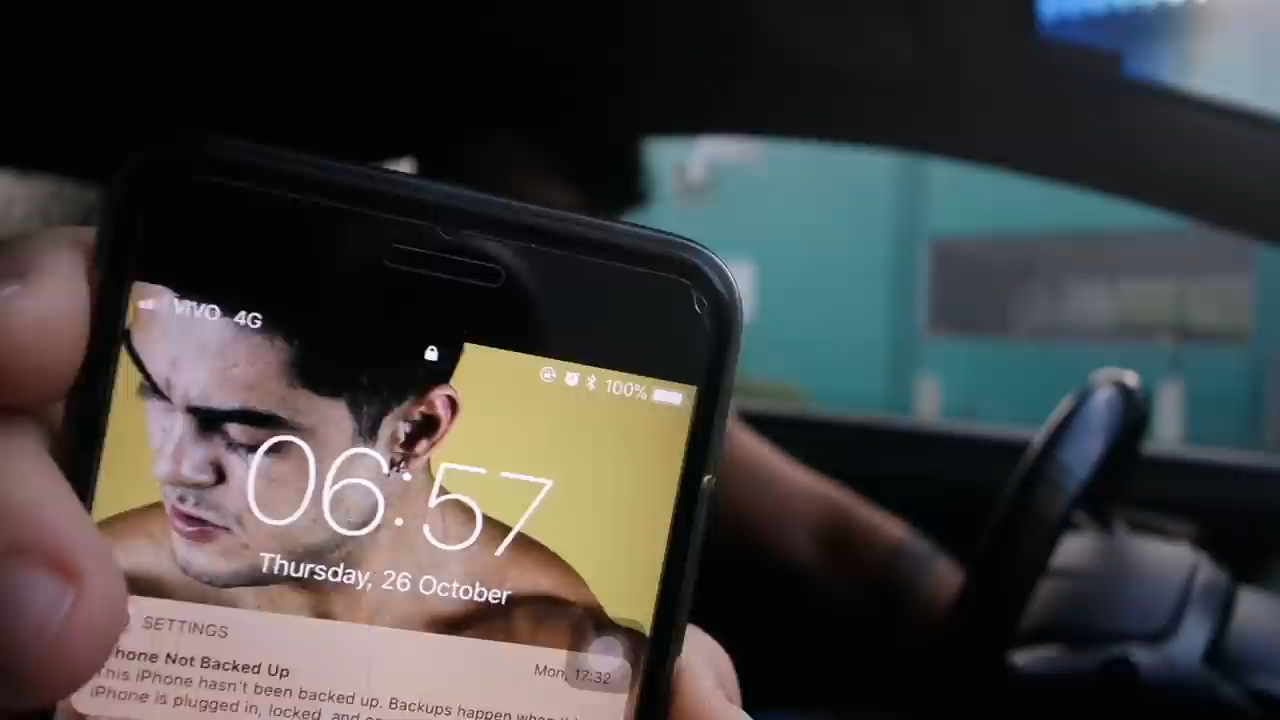 VIVO 4G
100%
06:57
Thursday, 26 October
SETTINGS
hone Not Backed Up
Mon, 17:32
This iPhone hasn't been backed up. Backups happen when
iPhone is plugged in, locked, and